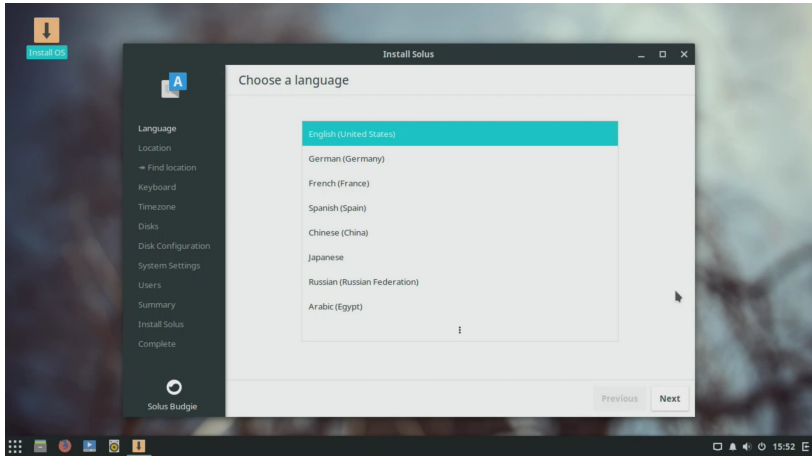 Install OS
Install Solus
A
Choose a language
Language
Location
Find location
Keyboard
Timezone
Disks
Disk Configuration
System Settings
Users
Summary
Install Solus
Complete
Solus Budgie
English (United States)
German (Germany)
French (France)
Spanish (Spain)
Chinese (China)
Japanese
Russian (Russian Federation)
Arabic (Egypt)
Previous
Next
15:52